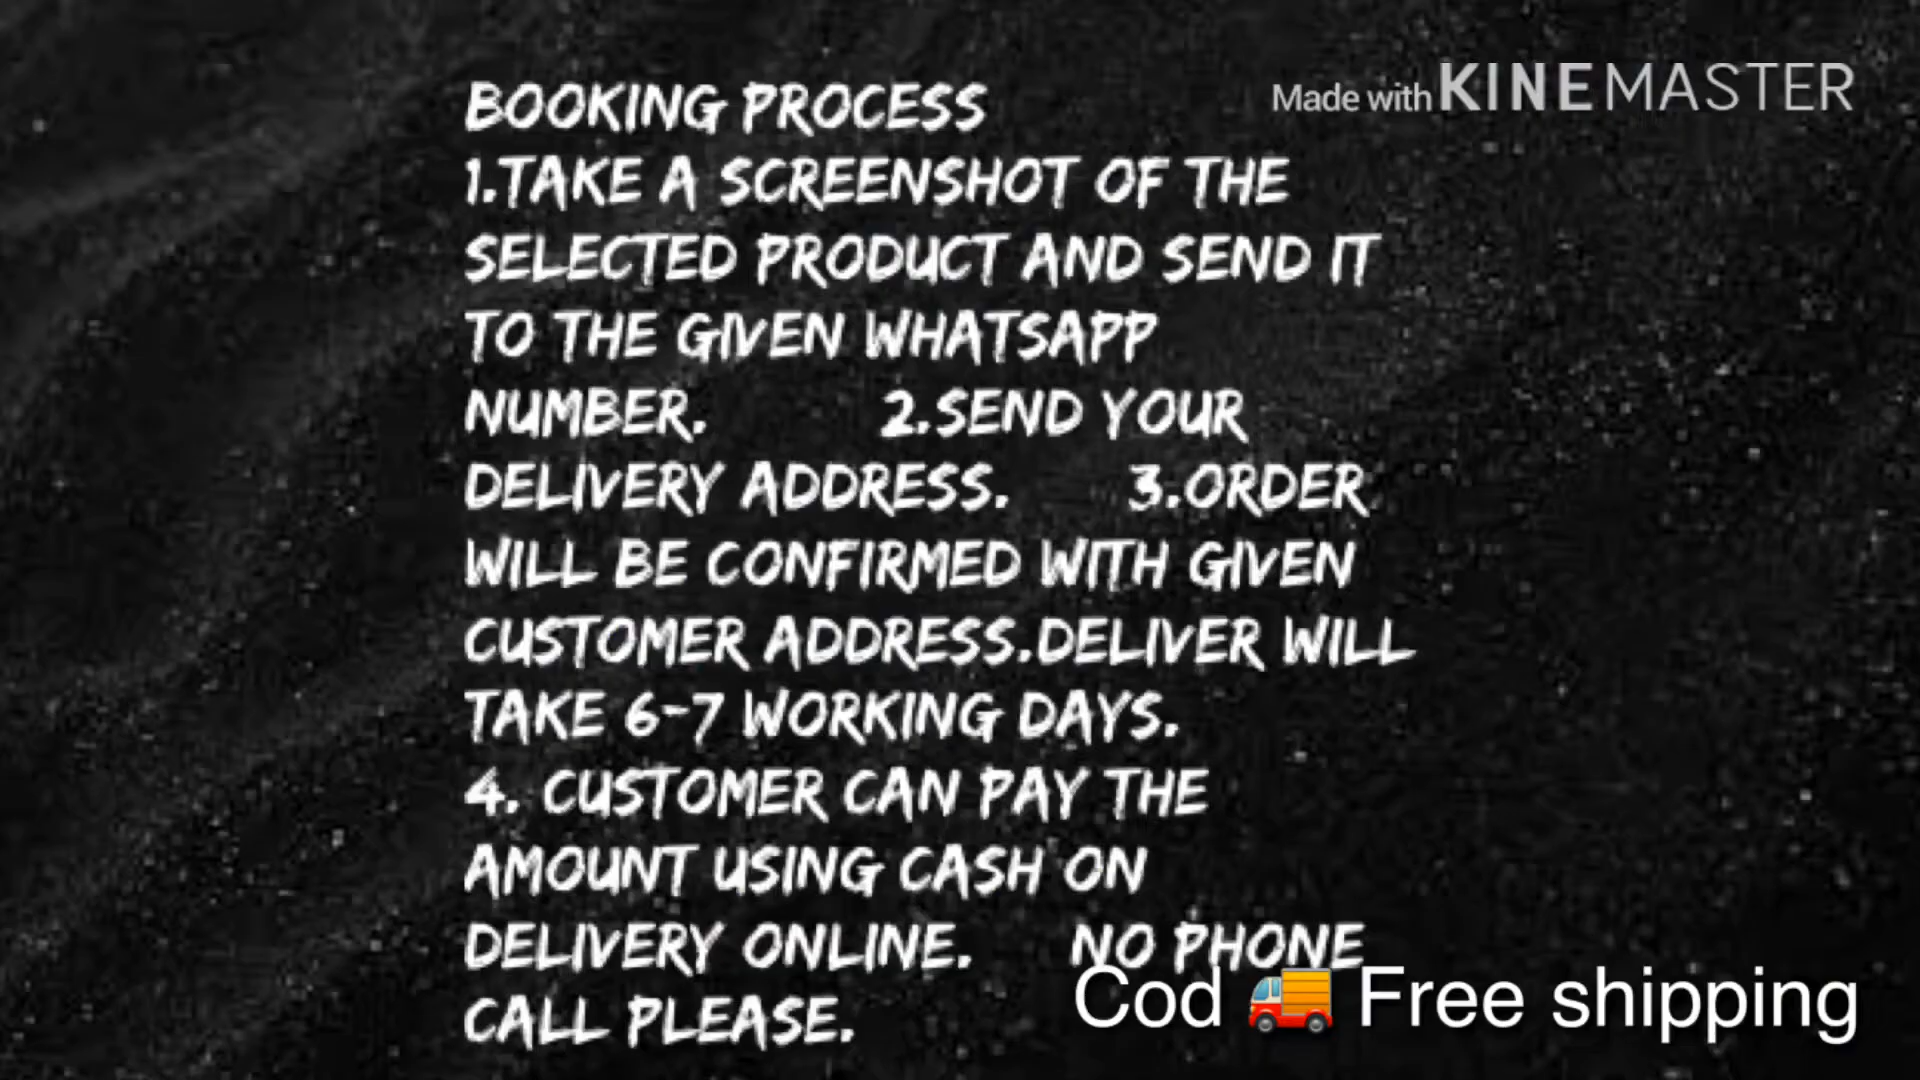 BOOKING PROCESS
Made with KINEMASTER
1.TAKE A SCREENSHOT OF THE
SELECTED PRODUCT AND SEND IT
TO THE GIVEN WHATSAPP
NUMBER. 2.SEND YOUR
DELIVERY ADDRESS. 3.ORDER
WILL BE CONFIRMED WITH GIVEN
CUSTOMER ADDRESS.DELIVER WILL
TAKE 6-7 WORKING DAYS.
4. CUSTOMER CAN PAY THE
AMOUNT USING CASH ON
DELIVERY ONLINE. NO PHONE
CALL PLEASE.
Cod 🚚 Free shipping